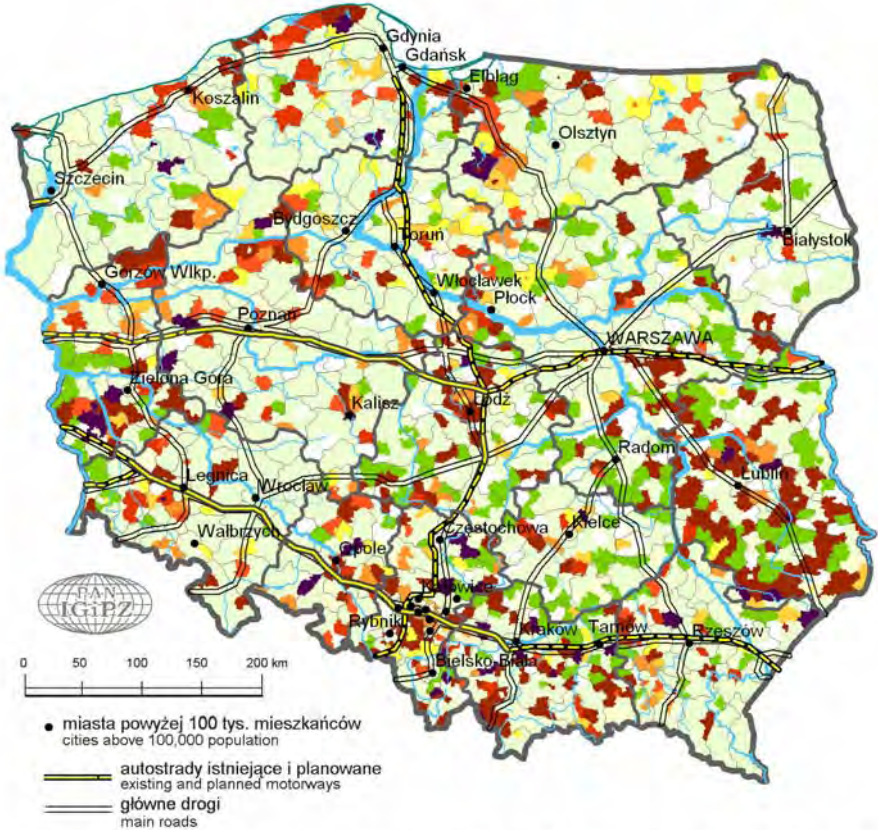 Gdynia
Gdańsk
Elbląg
Koszalin
Olsztyn
Szczecin
Bydgoszcz
Białystok
Toruń
Gorzów Wlkp.
Włocławek
Płock
Poznań
WARSZAWA
Zielona Góra
Kalisz
Łódź
Radom
Legnica
Wrocław
Lublin
Wałbrzych
Częstochowa
Kielce
Opole
PAN
IGiPZ
Katowice
Rybnik
Kraków
Tarnów
Rzeszów
Bielsko-Biała
0 50 100 150 200 km
miasta powyżej 100 tys. mieszkańców
cities above 100,000 population
autostrady istniejące i planowane
existing and planned motorways
główne drogi
main roads